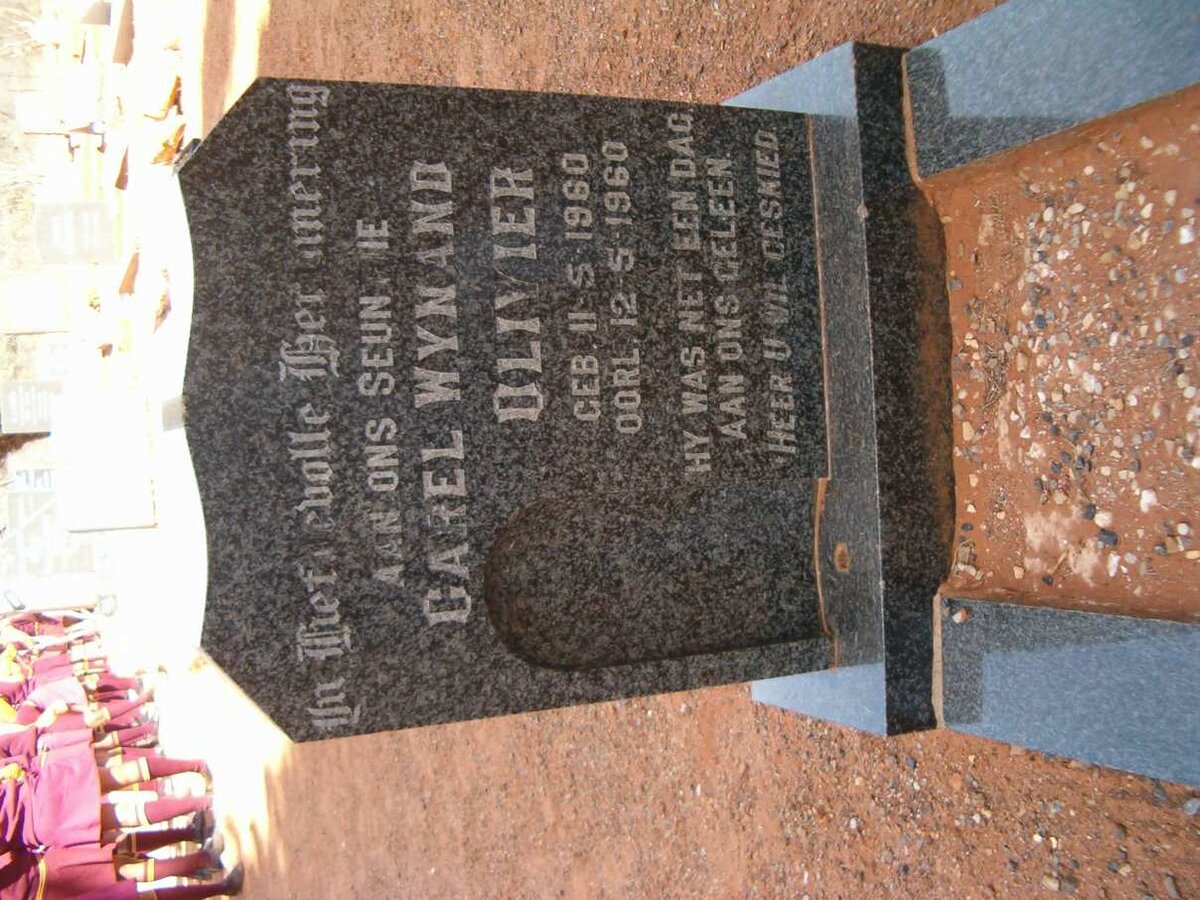 In Liefdevolle Herinnering
AAN ONS SEUNTJIE
CAREL WYNAND
OLIVIER
GEB. 11-5 1960
OORL. 12-5-1960
HY WAS NET EEN DAG
AAN ONS GELEEN.
HEER U WIL GESKIED